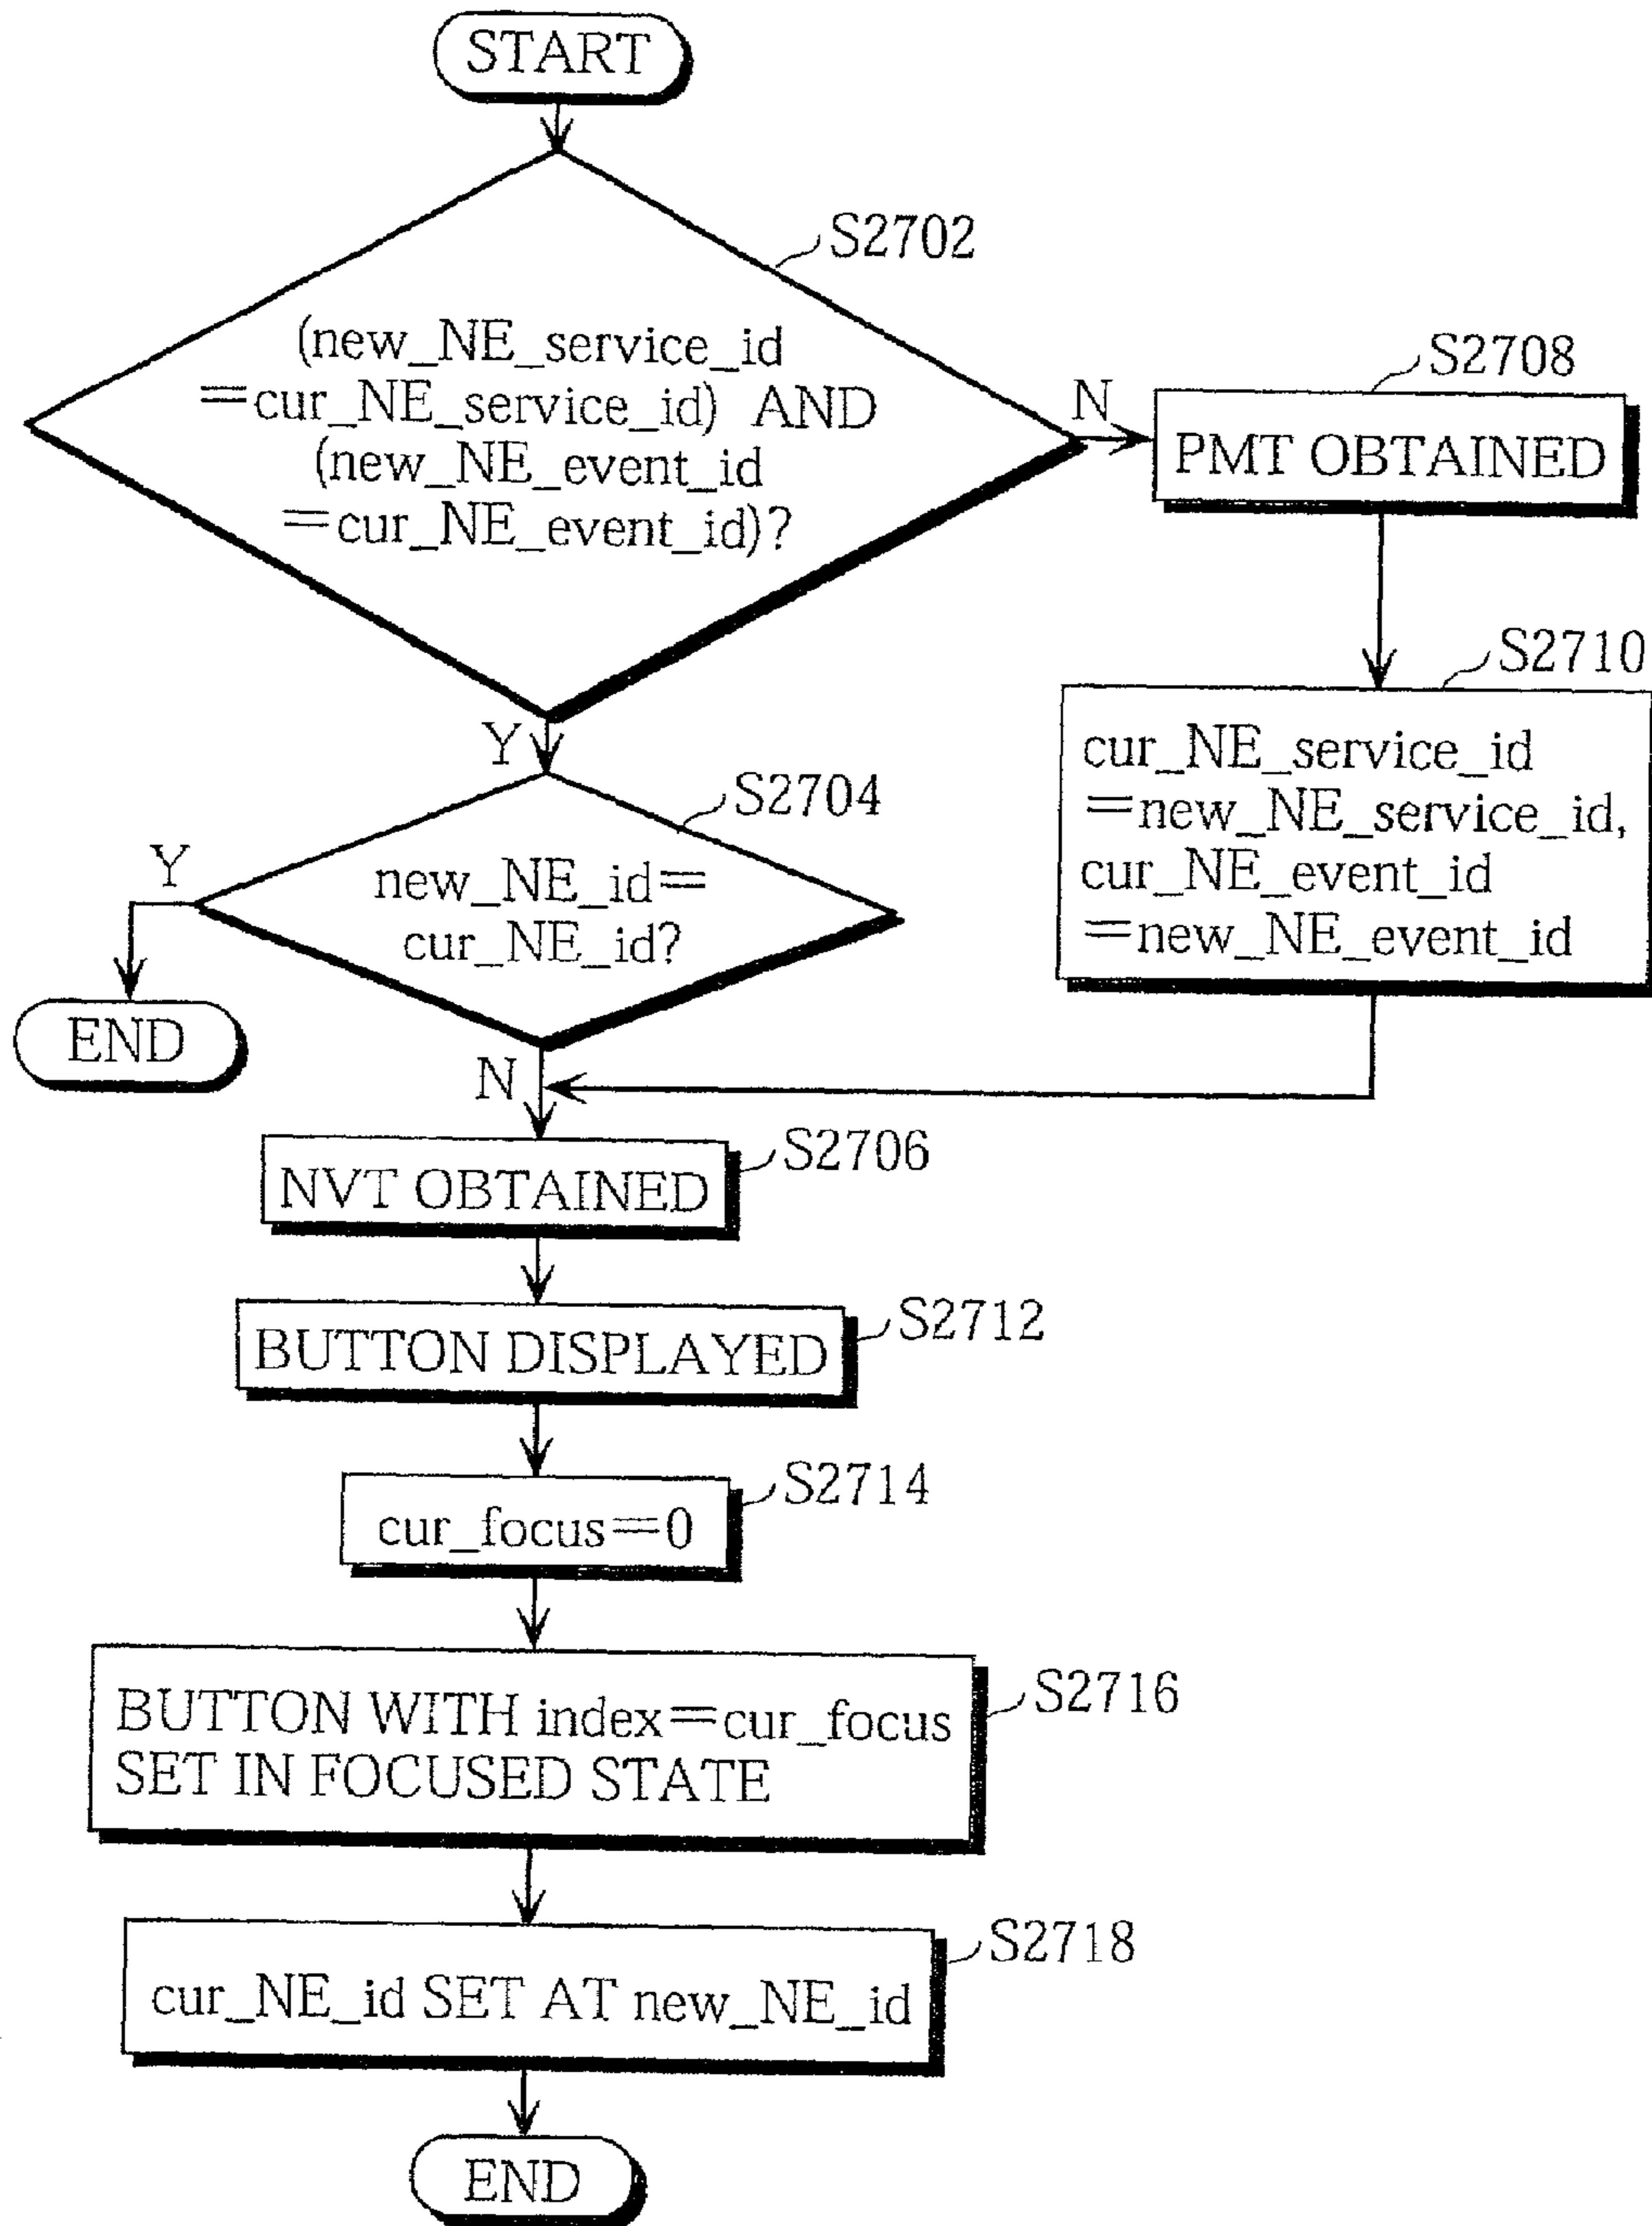 START
S2702
(new_NE_service_id
=cur_NE_service_id) AND
(new_NE_event_id
=cur_NE_event_id)?
N
S2708
PMT OBTAINED
S2710
cur_NE_service_id
=new_NE_service_id,
cur_NE_event_id
=new_NE_event_id
Y
S2704
new_NE_id=
cur_NE_id?
Y
END
N
S2706
NVT OBTAINED
S2712
BUTTON DISPLAYED
S2714
cur_focus=0
S2716
BUTTON WITH index=cur_focus
SET IN FOCUSED STATE
S2718
cur_NE_id SET AT new_NE_id
END